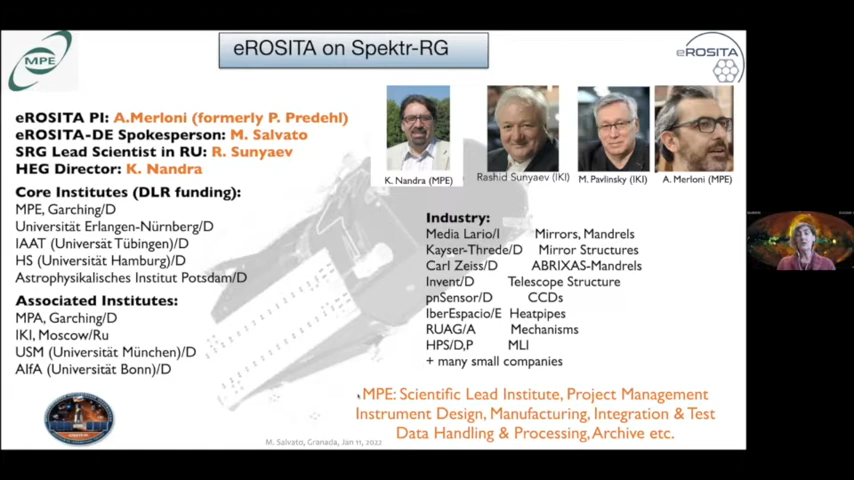 eROSITA on Spektr-RG
MPE
eROSITA
eROSITA PI: A.Merloni (formerly P. Predehl)
eROSITA-DE Spokesperson: M. Salvato
SRG Lead Scientist in RU: R. Sunyaev
HEG Director: K. Nandra
K. Nandra (MPE)
Rashid Sunyaev (IKI)
M. Pavlinsky (IKI)
A. Merloni (MPE)
Core Institutes (DLR funding):
MPE, Garching/D
Universität Erlangen-Nürnberg/D
IAAT (Universät Tübingen)/D
HS (Universität Hamburg)/D
Astrophysikalisches Institut Potsdam/D
Associated Institutes:
MPA, Garching/D
IKI, Moscow/Ru
USM (Universität München)/D
AIfA (Universität Bonn)/D
Industry:
Media Lario/I Mirrors, Mandrels
Kayser-Threde/D Mirror Structures
Carl Zeiss/D ABRIXAS-Mandrels
Invent/D Telescope Structure
pnSensor/D CCDs
IberEspacio/E Heatpipes
RUAG/A Mechanisms
HPS/D,P MLI
+ many small companies
MPE: Scientific Lead Institute, Project Management
Instrument Design, Manufacturing, Integration & Test
Data Handling & Processing, Archive etc.
M. Salvato, Granada, Jan 11, 2022